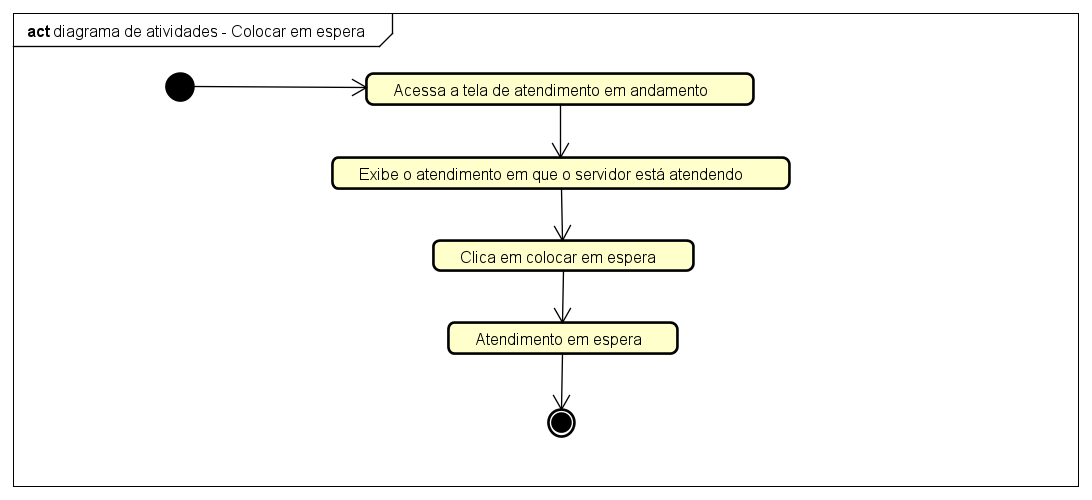 act diagrama de atividades - Colocar em espera
Acessa a tela de atendimento em andamento
Exibe o atendimento em que o servidor está atendendo
Clica em colocar em espera
Atendimento em espera